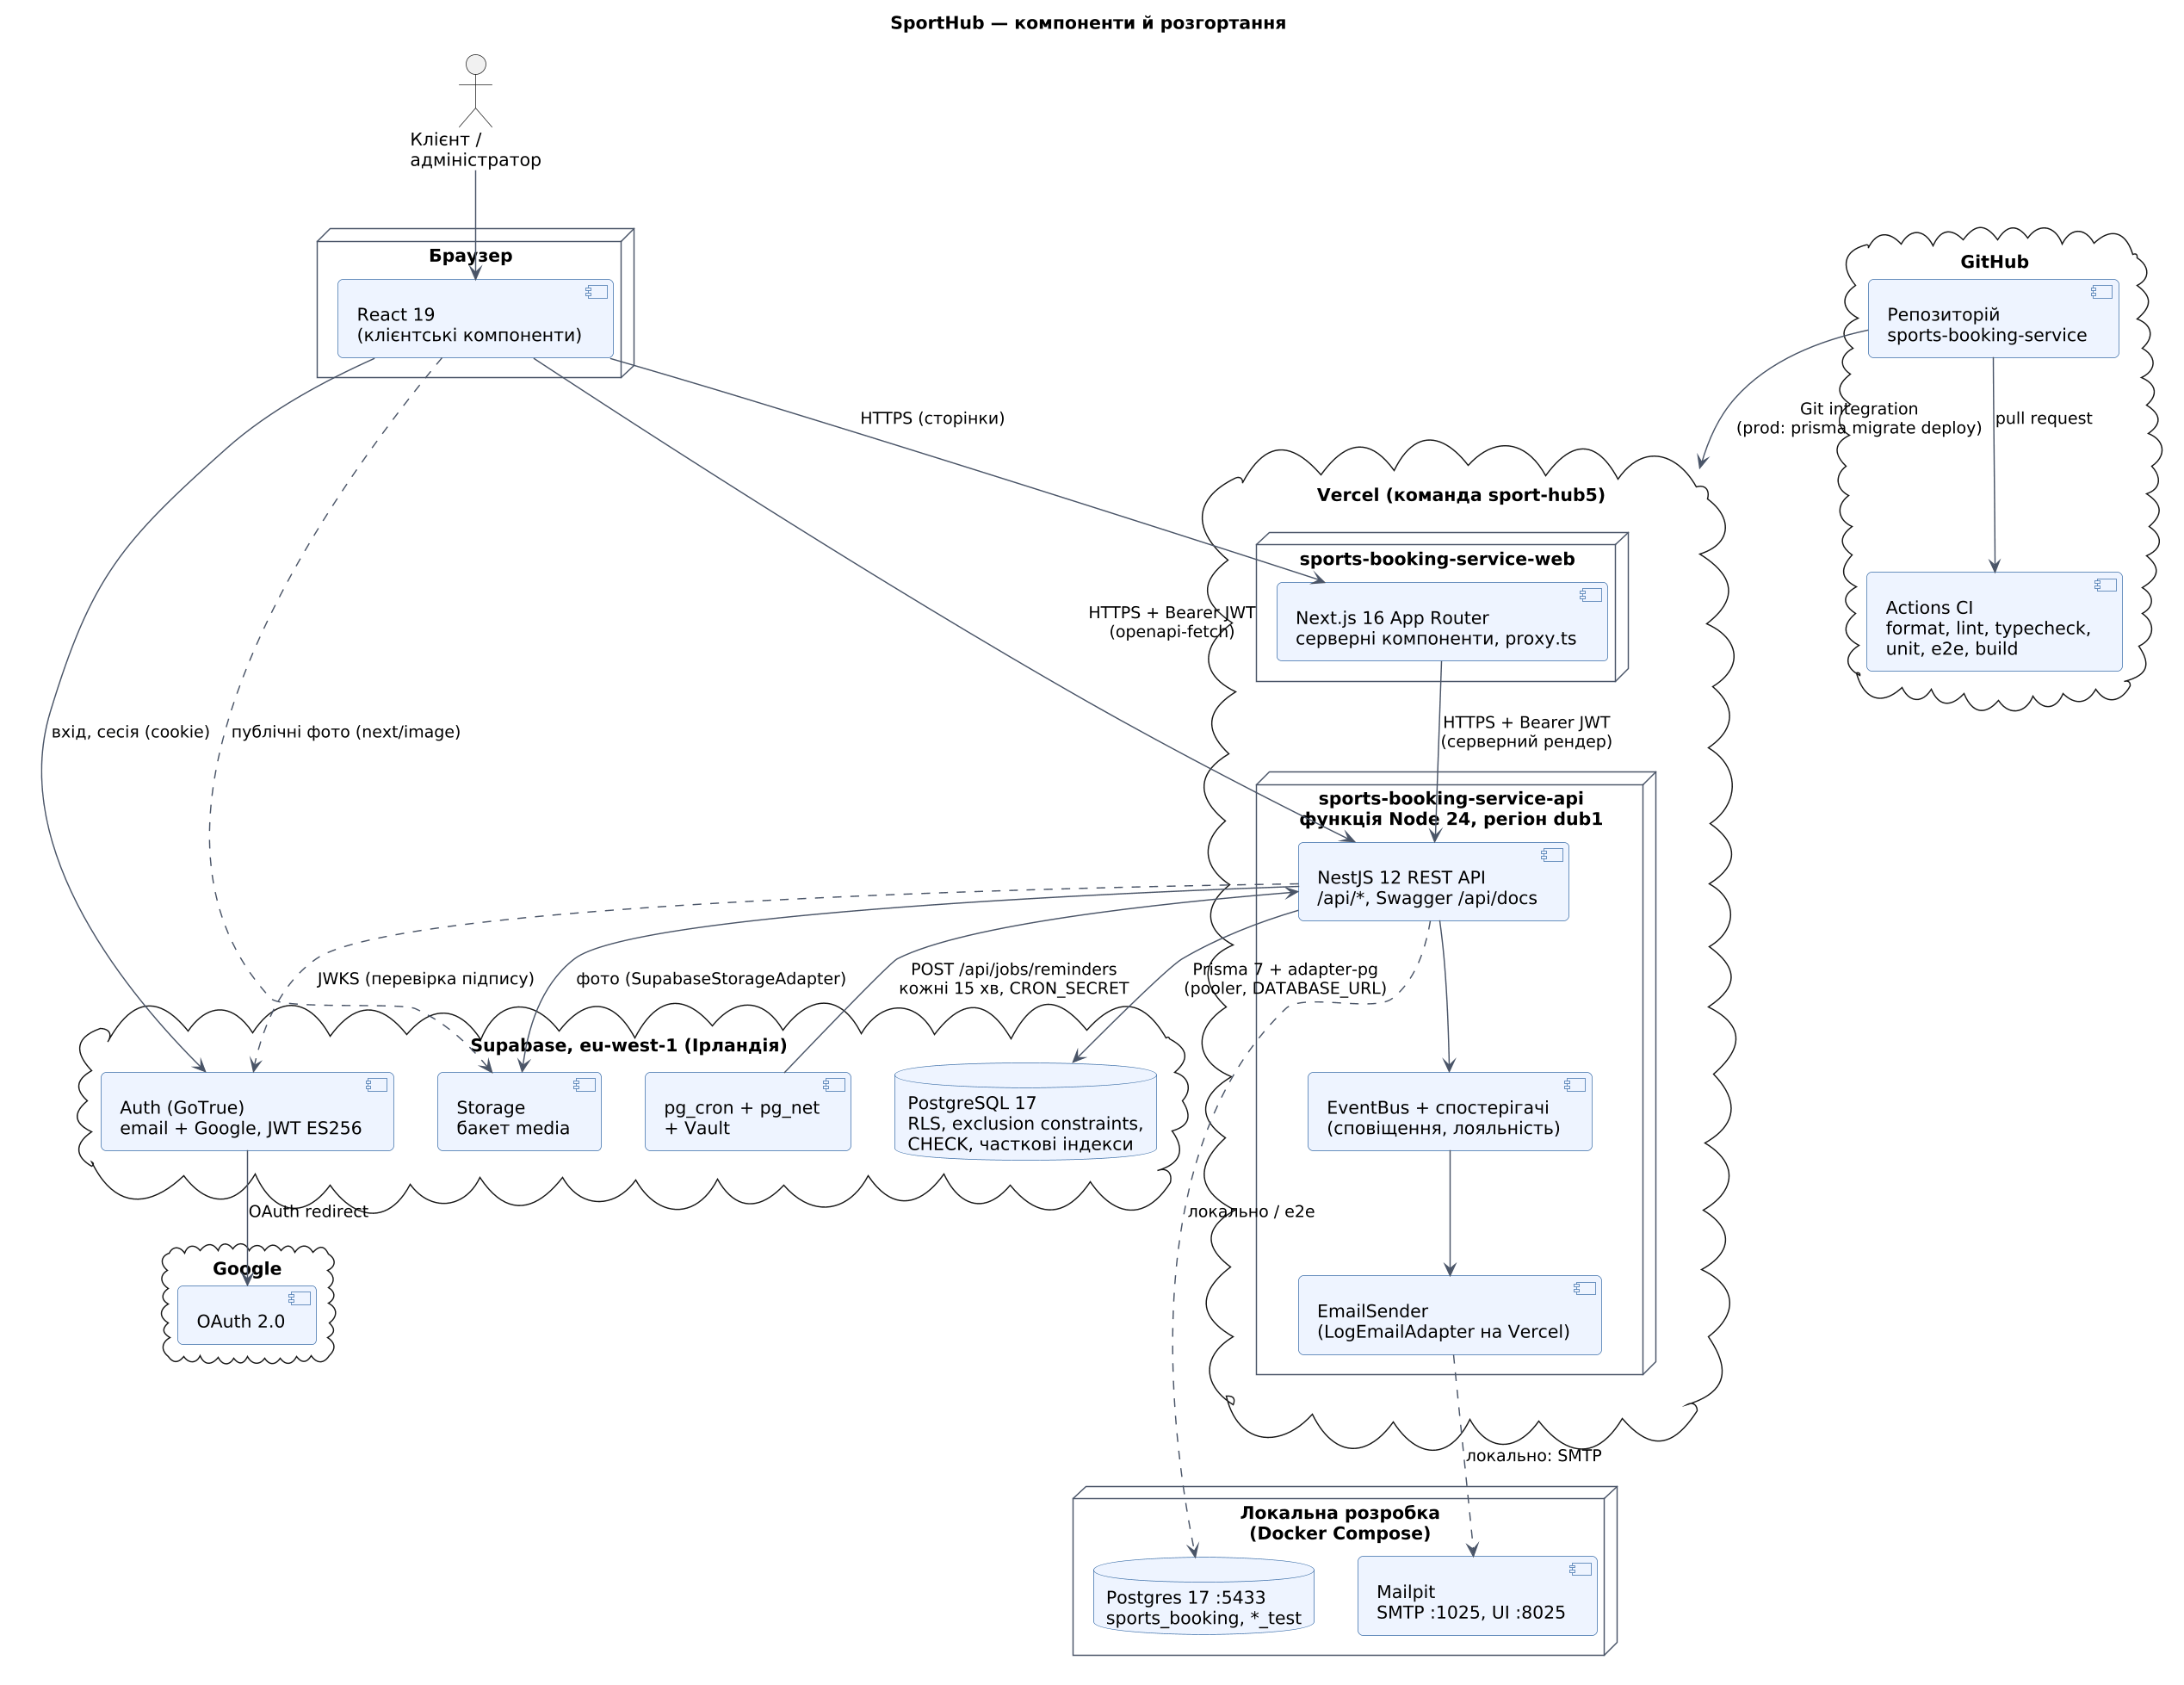 SportHub — компоненти й розгортання
Клієнт /
адміністратор
Браузер
React 19
(клієнтські компоненти)
GitHub
Репозиторій
sports-booking-service
HTTPS (сторінки)
Git integration
(prod: prisma migrate deploy)
pull request
Vercel (команда sport-hub5)
sports-booking-service-web
Next.js 16 App Router
серверні компоненти, proxy.ts
HTTPS + Bearer JWT
(openapi-fetch)
Actions CI
format, lint, typecheck,
unit, e2e, build
вхід, сесія (cookie)
публічні фото (next/image)
HTTPS + Bearer JWT
(серверний рендер)
sports-booking-service-api
функція Node 24, регіон dub1
NestJS 12 REST API
/api/*, Swagger /api/docs
JWKS (перевірка підпису)
фото (SupabaseStorageAdapter)
POST /api/jobs/reminders
кожні 15 хв, CRON_SECRET
Prisma 7 + adapter-pg
(pooler, DATABASE_URL)
Supabase, eu-west-1 (Ірландія)
Auth (GoTrue)
email + Google, JWT ES256
Storage
бакет media
pg_cron + pg_net
+ Vault
PostgreSQL 17
RLS, exclusion constraints,
CHECK, часткові індекси
EventBus + спостерігачі
(сповіщення, лояльність)
OAuth redirect
локально / e2e
Google
OAuth 2.0
EmailSender
(LogEmailAdapter на Vercel)
локально: SMTP
Локальна розробка
(Docker Compose)
Postgres 17 :5433
sports_booking, *_test
Mailpit
SMTP :1025, UI :8025